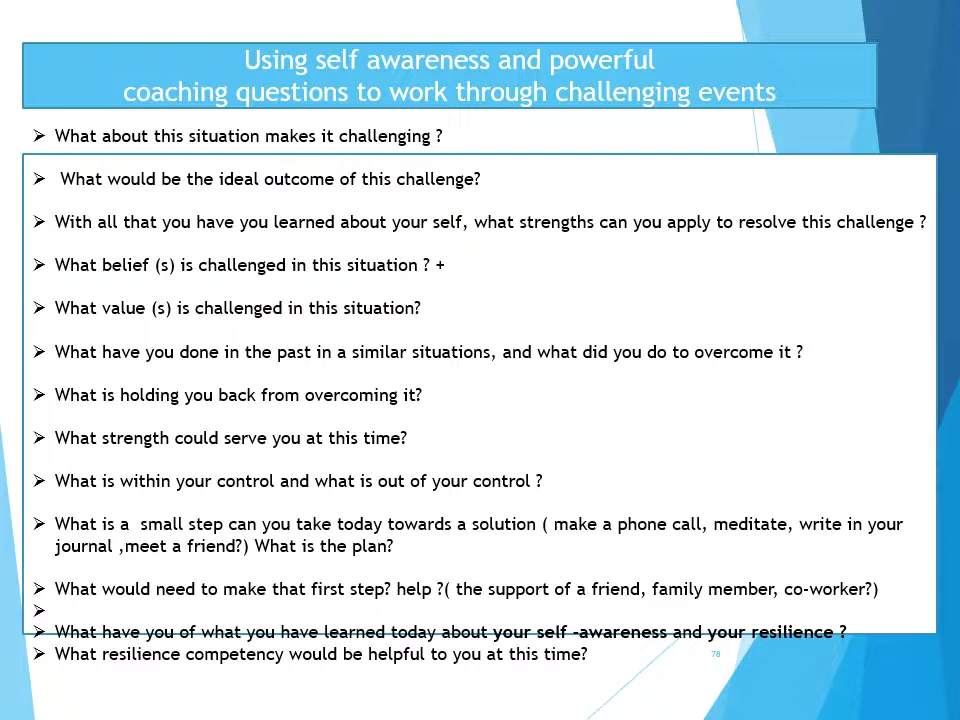 Using self awareness and powerful
coaching questions to work through challenging events
➢ What about this situation makes it challenging ?
➢ What would be the ideal outcome of this challenge?
➢ With all that you have you learned about your self, what strengths can you apply to resolve this challenge ?
➢ What belief (s) is challenged in this situation ? +
➢ What value (s) is challenged in this situation?
➢ What have you done in the past in a similar situations, and what did you do to overcome it ?
➢ What is holding you back from overcoming it?
➢ What strength could serve you at this time?
➢ What is within your control and what is out of your control ?
➢ What is a small step can you take today towards a solution ( make a phone call, meditate, write in your
journal ,meet a friend?) What is the plan?
➢ What would need to make that first step? help ?( the support of a friend, family member, co-worker?)
➢
➢ What have you of what you have learned today about your self -awareness and your resilience ?
➢ What resilience competency would be helpful to you at this time?
78